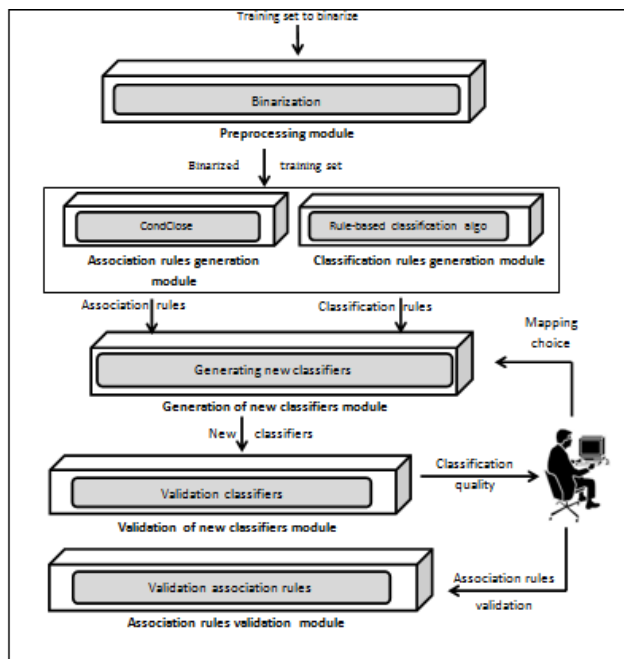 Training set to binarize
Binarization
Preprocessing module
Binarized training set
CondClose
Rule-based classification algo
Association rules generation module
Classification rules generation module
Association rules
Classification rules
Mapping choice
Generating new classifiers
Generation of new classifiers module
New classifiers
Classification quality
Validation classifiers
Validation of new classifiers module
Validation association rules
Association rules validation
Association rules validation module